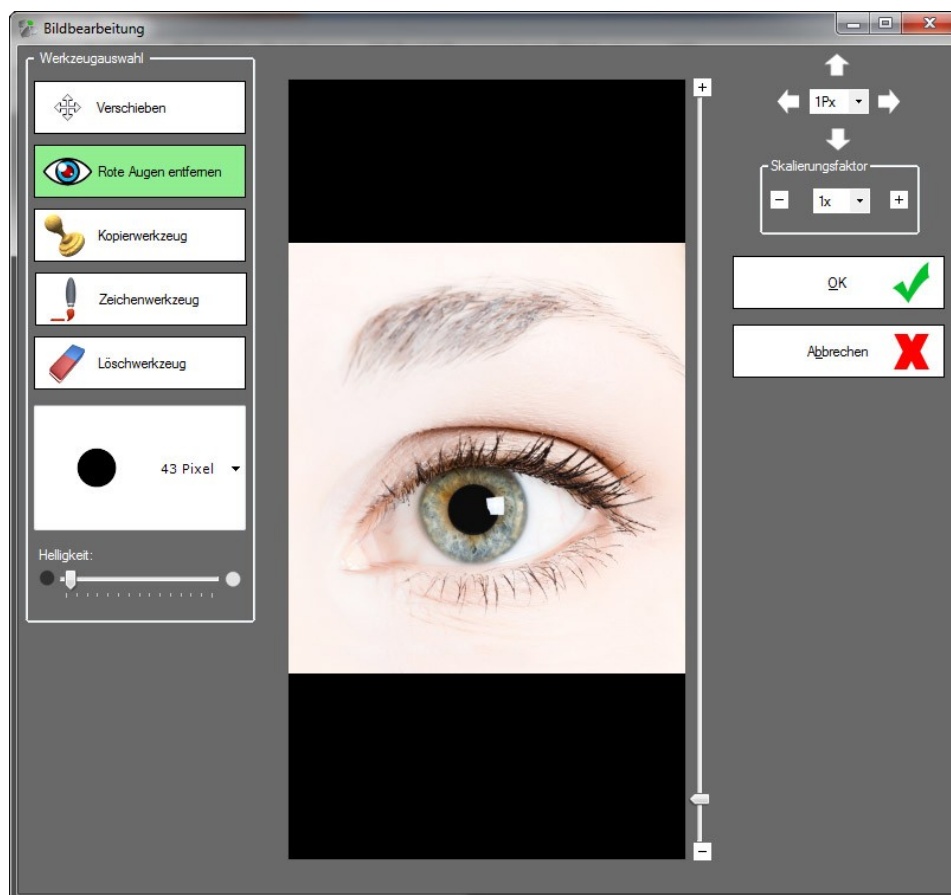 Bildbearbeitung
Werkzeugauswahl
Verschieben
Rote Augen entfernen
Kopierwerkzeug
Zeichenwerkzeug
Löschwerkzeug
43 Pixel
Helligkeit:
+
−
1Px
Skalierungsfaktor
− 1x +
OK
Abbrechen